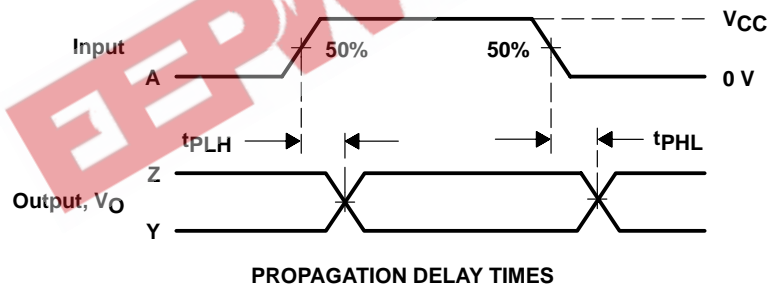 VCC
Input
50%
50%
A
0 V
tPLH
tPHL
Z
Output, VO
Y
PROPAGATION DELAY TIMES